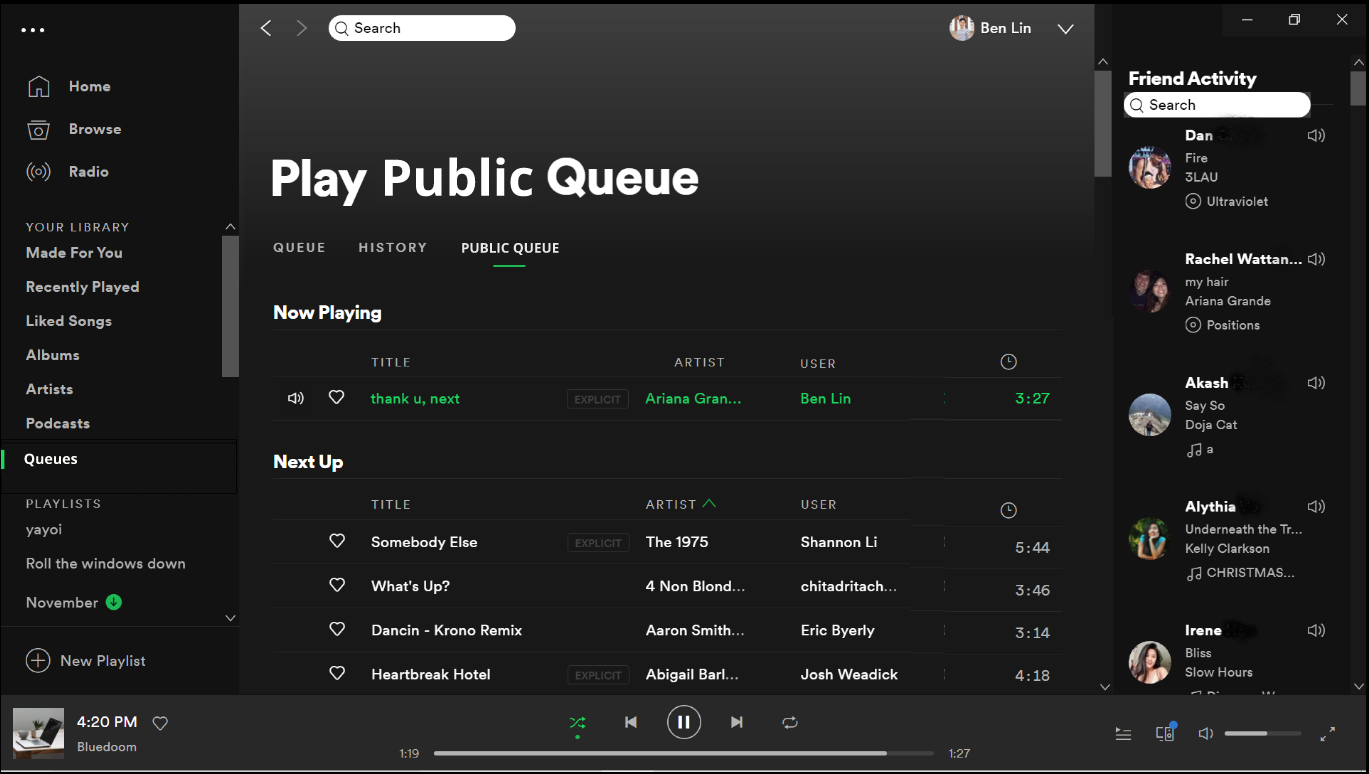 Search
Ben Lin
Home
Browse
Radio
YOUR LIBRARY
Made For You
Recently Played
Liked Songs
Albums
Artists
Podcasts
Queues
PLAYLISTS
yayoi
Roll the windows down
November
New Playlist
Play Public Queue
QUEUE HISTORY PUBLIC QUEUE
Now Playing
TITLE ARTIST USER
thank u, next EXPLICIT Ariana Gran... Ben Lin 3:27
Next Up
TITLE ARTIST USER
Somebody Else EXPLICIT The 1975 Shannon Li 5:44
What's Up? 4 Non Blond... chitadritach... 3:46
Dancin - Krono Remix Aaron Smith... Eric Byerly 3:14
Heartbreak Hotel EXPLICIT Abigail Barl... Josh Weadick 4:18
Friend Activity
Search
Dan
Fire
3LAU
Ultraviolet
Rachel Wattan...
my hair
Ariana Grande
Positions
Akash
Say So
Doja Cat
a
Alythia
Underneath the Tr...
Kelly Clarkson
CHRISTMAS...
Irene
Bliss
Slow Hours
4:20 PM
Bluedoom
1:19 1:27